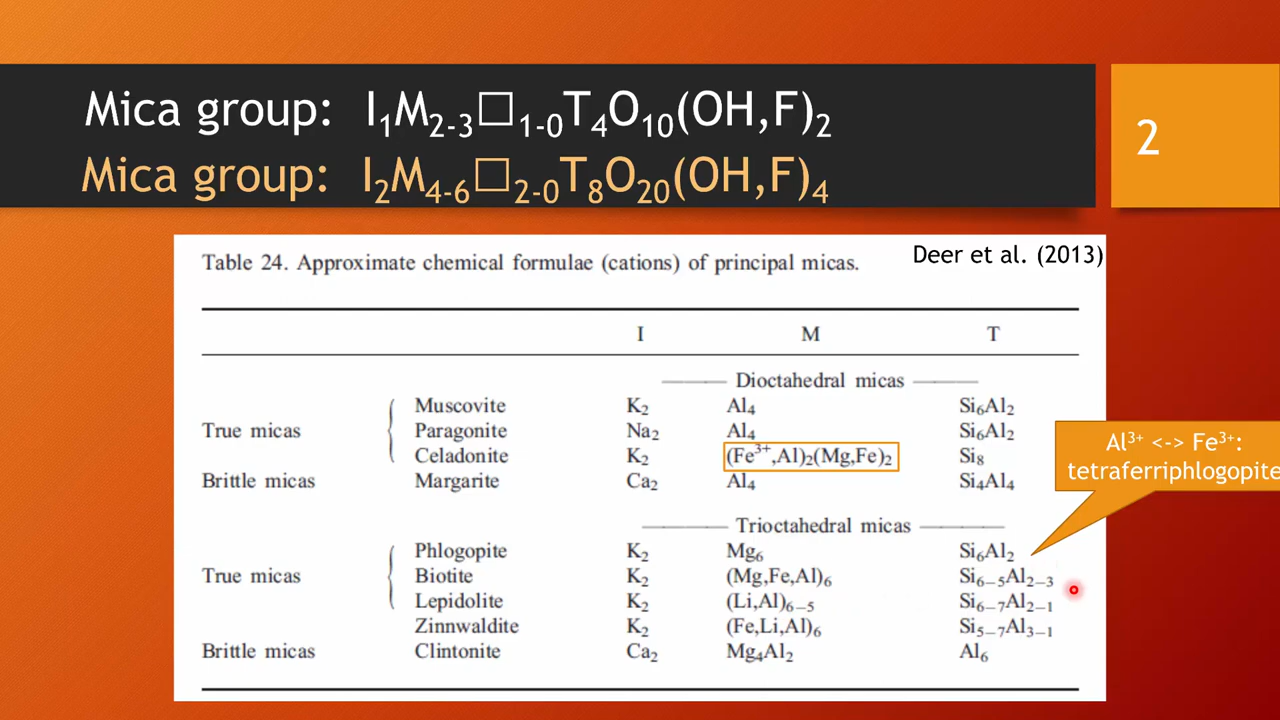 Mica group: I₁M₂₋₃□₁₋₀T₄O₁₀(OH,F)₂
Mica group: I₂M₄₋₆□₂₋₀T₈O₂₀(OH,F)₄
2
Table 24. Approximate chemical formulae (cations) of principal micas.
Deer et al. (2013)
I M T
Dioctahedral micas
Muscovite K₂ Al₄ Si₆Al₂
True micas Paragonite Na₂ Al₄ Si₆Al₂
Celadonite K₂ (Fe³⁺,Al)₂(Mg,Fe)₂ Si₈
Brittle micas Margarite Ca₂ Al₄ Si₄Al₄
Al³⁺ <-> Fe³⁺:
tetraferriphlogopite
Trioctahedral micas
Phlogopite K₂ Mg₆ Si₆Al₂
True micas Biotite K₂ (Mg,Fe,Al)₆ Si₆₋₅Al₂₋₃
Lepidolite K₂ (Li,Al)₆₋₅ Si₆₋₇Al₂₋₁
Zinnwaldite K₂ (Fe,Li,Al)₆ Si₅₋₇Al₃₋₁
Brittle micas Clintonite Ca₂ Mg₄Al₂ Al₆